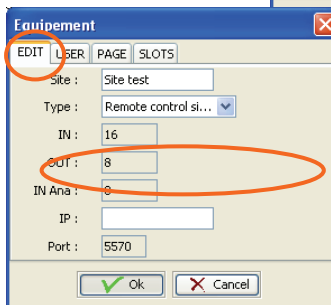 Equipement
EDIT USER PAGE SLOTS
Site : Site test
Type : Remote control si...
IN : 16
OUT : 8
IN Ana : 0
IP :
Port : 5570
Ok Cancel